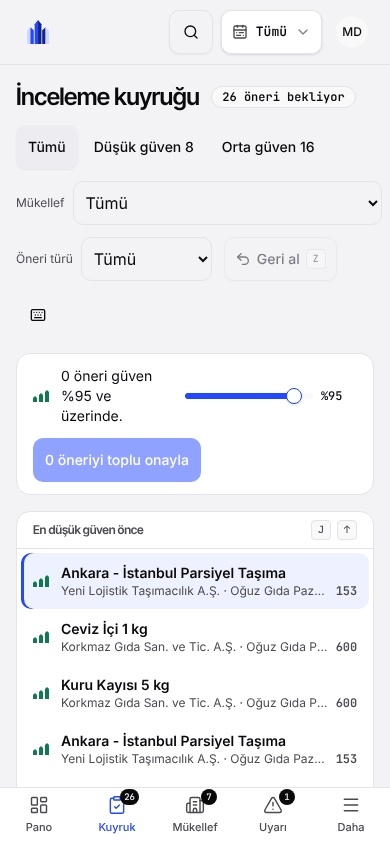 Tümü
MD
İnceleme kuyruğu
26 öneri bekliyor
Tümü
Düşük güven 8
Orta güven 16
Mükellef
Tümü
Öneri türü
Tümü
Geri al Z
0 öneri güven
%95 ve
üzerinde.
%95
0 öneriyi toplu onayla
En düşük güven önce
J ↑
Ankara - İstanbul Parsiyel Taşıma
Yeni Lojistik Taşımacılık A.Ş. · Oğuz Gıda Paz... 153
Ceviz İçi 1 kg
Korkmaz Gıda San. ve Tic. A.Ş. · Oğuz Gıda P... 600
Kuru Kayısı 5 kg
Korkmaz Gıda San. ve Tic. A.Ş. · Oğuz Gıda P... 600
Ankara - İstanbul Parsiyel Taşıma
Yeni Lojistik Taşımacılık A.Ş. · Oğuz Gıda Paz... 153
26 7 1
Pano Kuyruk Mükellef Uyarı Daha